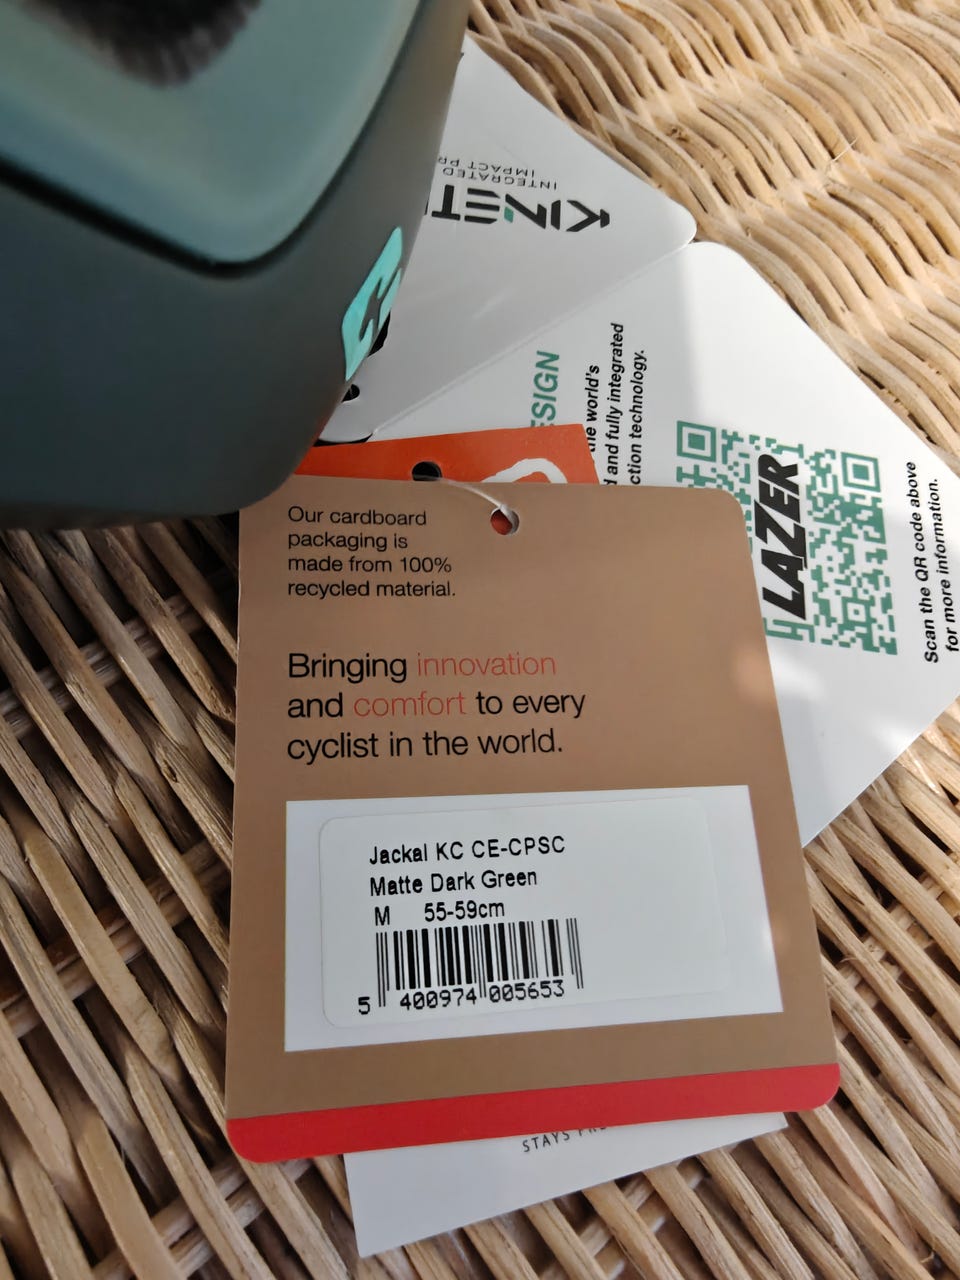 KINETI
INTEGRATED
IMPACT PR
ESIGN
the world's
d and fully integrated
ction technology.
LAZER
Scan the QR code above
for more information.
Our cardboard
packaging is
made from 100%
recycled material.
Bringing innovation
and comfort to every
cyclist in the world.
Jackal KC CE-CPSC
Matte Dark Green
M 55-59cm
5 400974 005653
STAYS PR